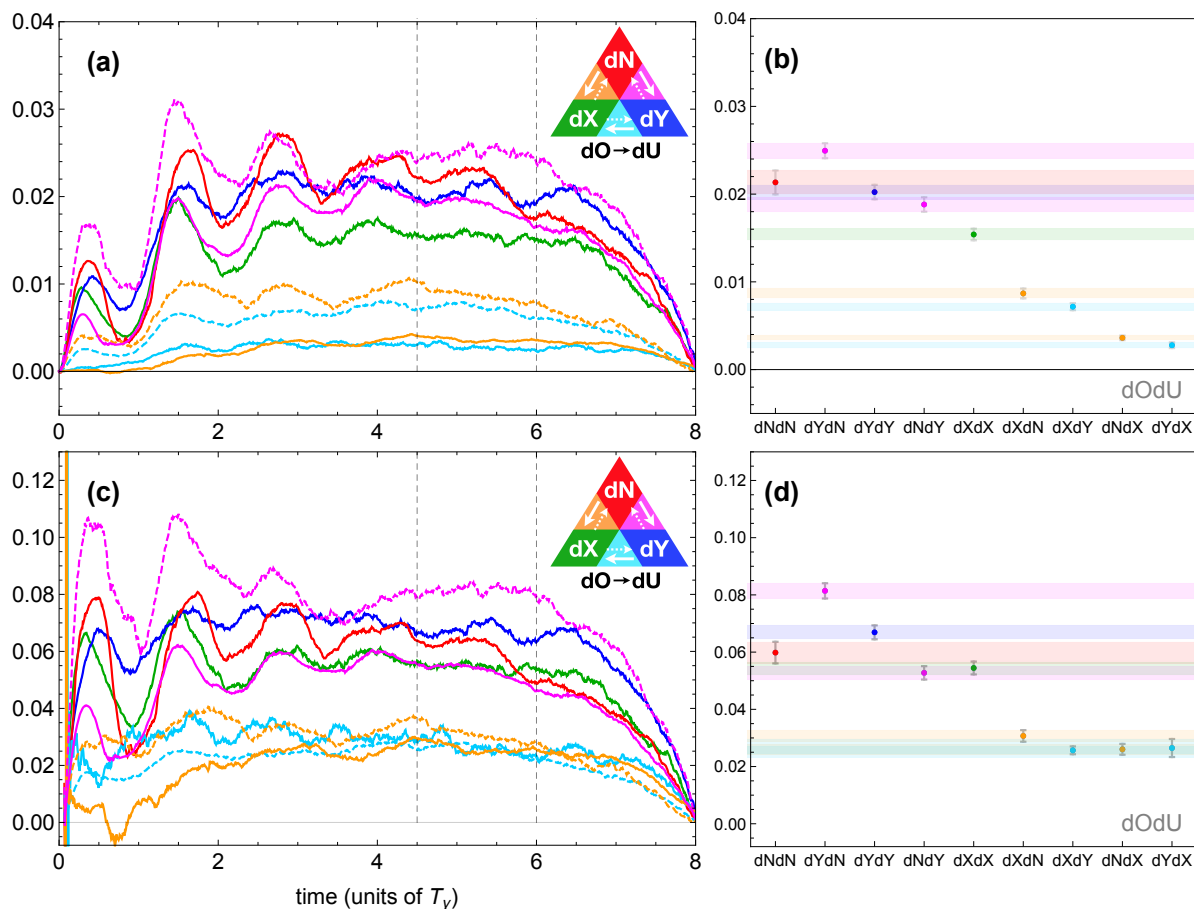 (a)
0.04
0.03
0.02
0.01
0.00
0 2 4 6 8
dN
dX dY
dO→dU
(b)
0.04
0.03
0.02
0.01
0.00
dOdU
dNdN dYdN dYdY dNdY dXdX dXdN dXdY dNdX dYdX
(c)
0.12
0.10
0.08
0.06
0.04
0.02
0.00
0 2 4 6 8
time (units of Tγ)
dN
dX dY
dO→dU
(d)
0.12
0.10
0.08
0.06
0.04
0.02
0.00
dOdU
dNdN dYdN dYdY dNdY dXdX dXdN dXdY dNdX dYdX